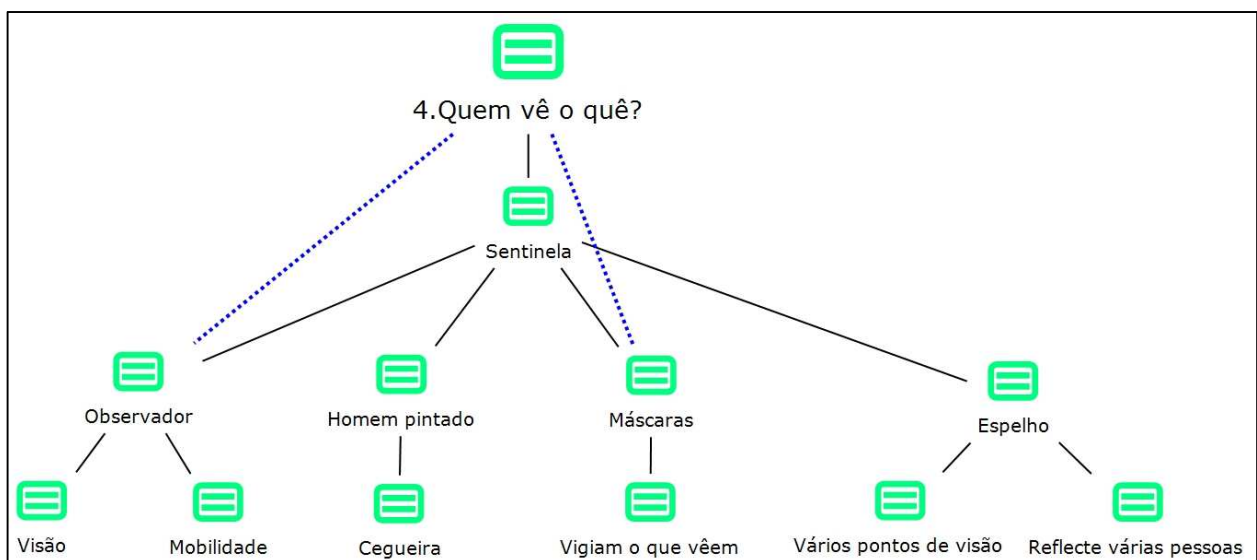 4.Quem vê o quê?
Sentinela
Observador
Homem pintado
Máscaras
Espelho
Visão
Mobilidade
Cegueira
Vigiam o que vêem
Vários pontos de visão
Reflecte várias pessoas